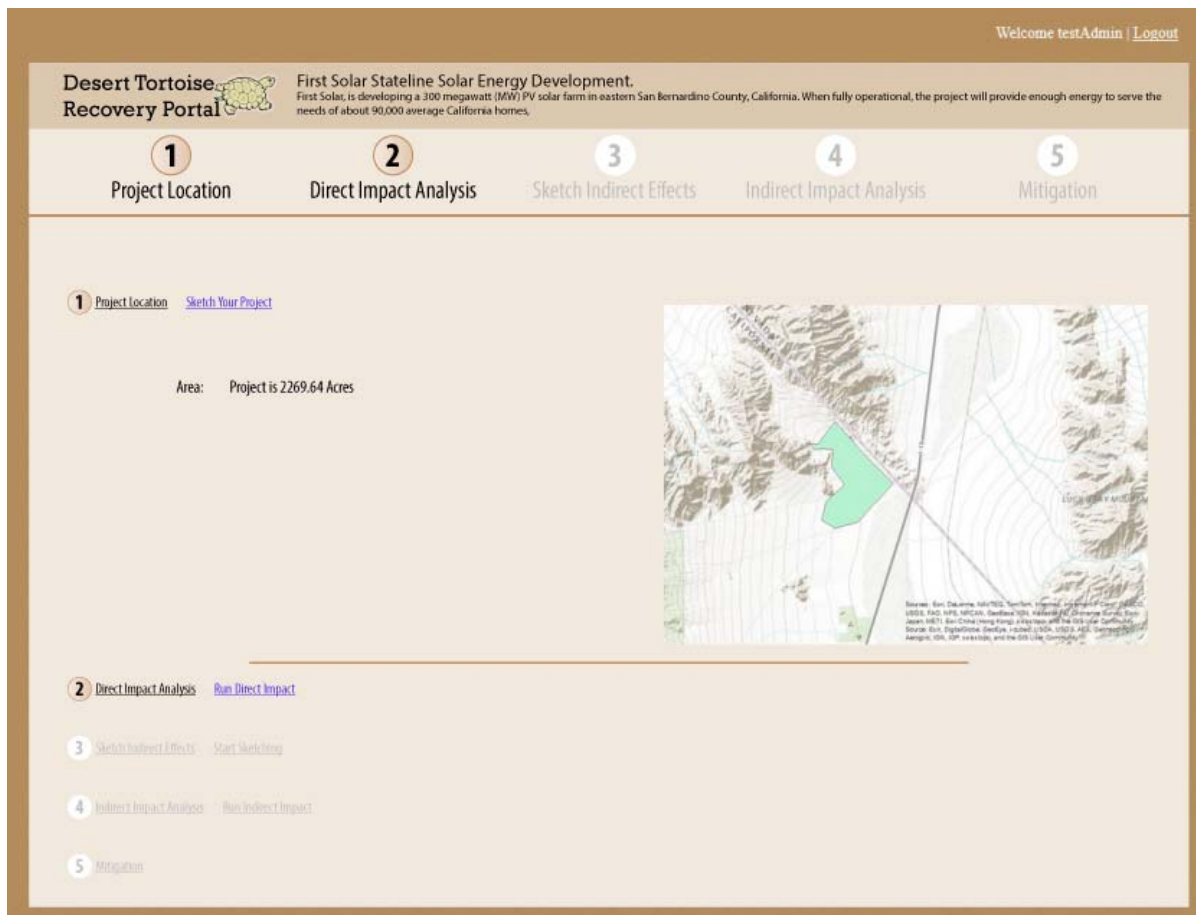 Welcome testAdmin | Logout
Desert Tortoise
Recovery Portal
First Solar Stateline Solar Energy Development.
First Solar, is developing a 300 megawatt (MW) PV solar farm in eastern San Bernardino County, California. When fully operational, the project will provide enough energy to serve the
needs of about 90,000 average California homes,
1 2 3 4 5
Project Location Direct Impact Analysis Sketch Indirect Effects Indirect Impact Analysis Mitigation
1 Project Location Sketch Your Project
Area: Project is 2269.64 Acres
2 Direct Impact Analysis Run Direct Impact
3 Sketch Indirect Effects Start Sketching
4 Indirect Impact Analysis Run Indirect Impact
5 Mitigation